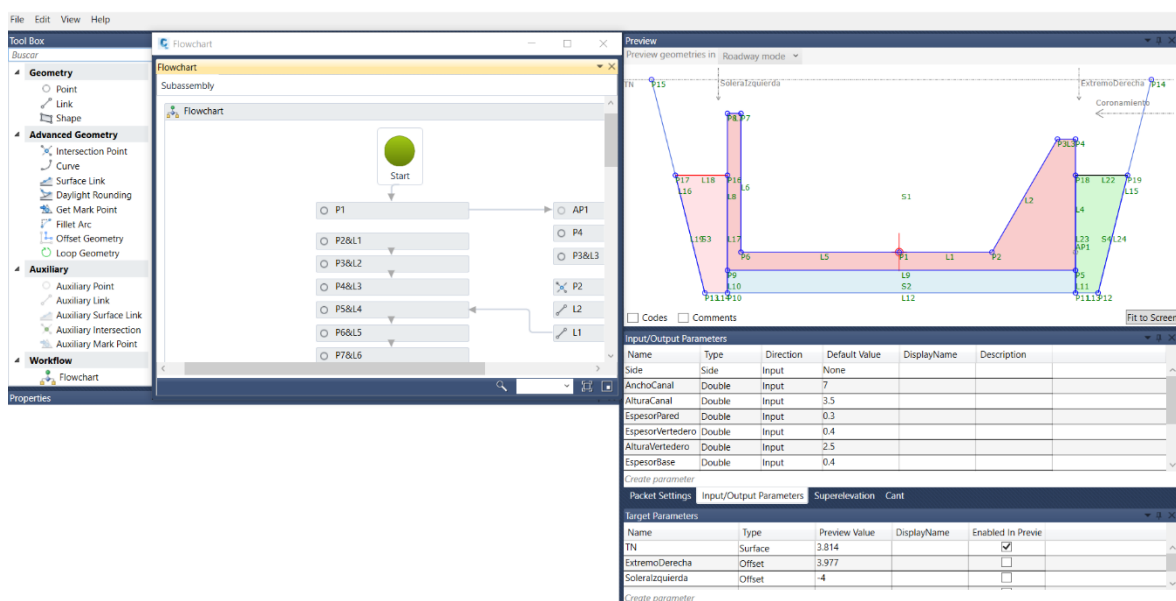 File Edit View Help
Tool Box
Buscar
Geometry
Point
Link
Shape
Advanced Geometry
Intersection Point
Curve
Surface Link
Daylight Rounding
Get Mark Point
Fillet Arc
Offset Geometry
Loop Geometry
Auxiliary
Auxiliary Point
Auxiliary Link
Auxiliary Surface Link
Auxiliary Intersection
Auxiliary Mark Point
Workflow
Flowchart
Properties
Flowchart
Flowchart
Subassembly
Flowchart
Start
P1 AP1
P4
P2&L1
P3&L3
P3&L2
P4&L3 P2
P5&L4 L2
P6&L5 L1
P7&L6
Preview
Preview geometries in Roadway mode
TN P15 SoleraIzquierda ExtremoDerecha P14
Coronamiento
P8 L7 P7
P3 L3 P4
P17 L18 P16 L6 P18 L22 P19
L16 L8 S1 L2 L4 L15
L19 S3 L17 L23 S4 L24
AP1
P6 L5 P1 L1 P2
P9 L9 P5
L10 S2 L11
P13 L14 P10 L12 P11 L13 P12
Codes Comments Fit to Screen
Input/Output Parameters
Name Type Direction Default Value DisplayName Description
Side Side Input None
AnchoCanal Double Input 7
AlturaCanal Double Input 3.5
EspesorPared Double Input 0.3
EspesorVertedero Double Input 0.4
AlturaVertedero Double Input 2.5
EspesorBase Double Input 0.4
Create parameter
Packet Settings Input/Output Parameters Superelevation Cant
Target Parameters
Name Type Preview Value DisplayName Enabled In Previe
TN Surface 3.814
ExtremoDerecha Offset 3.977
SoleraIzquierda Offset -4
Create parameter